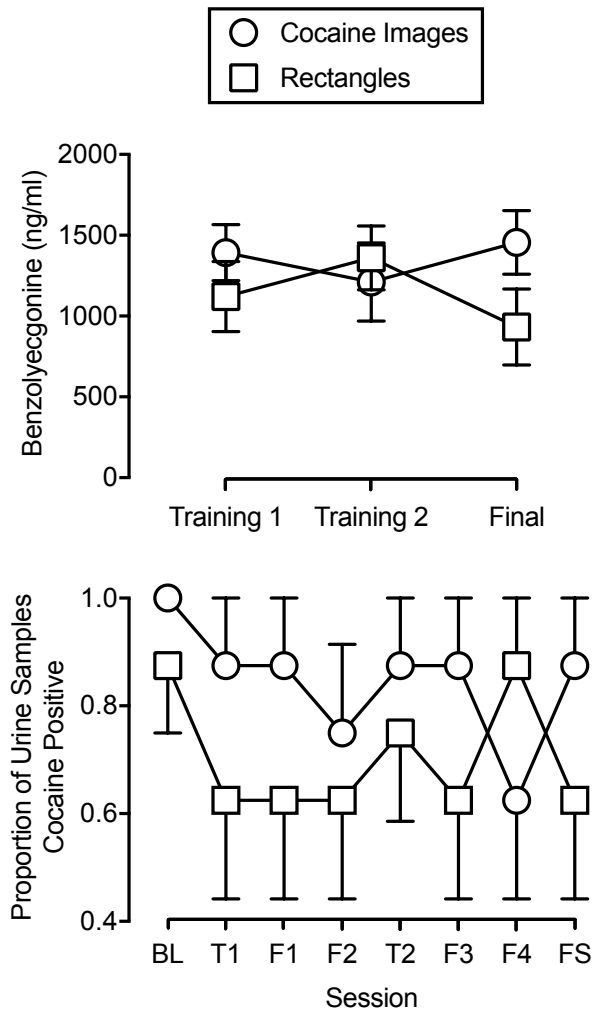 Cocaine Images
Rectangles
Benzolyecgonine (ng/ml)
2000
1500
1000
500
0
Training 1 Training 2 Final
Proportion of Urine Samples
Cocaine Positive
1.0
0.8
0.6
0.4
BL T1 F1 F2 T2 F3 F4 FS
Session